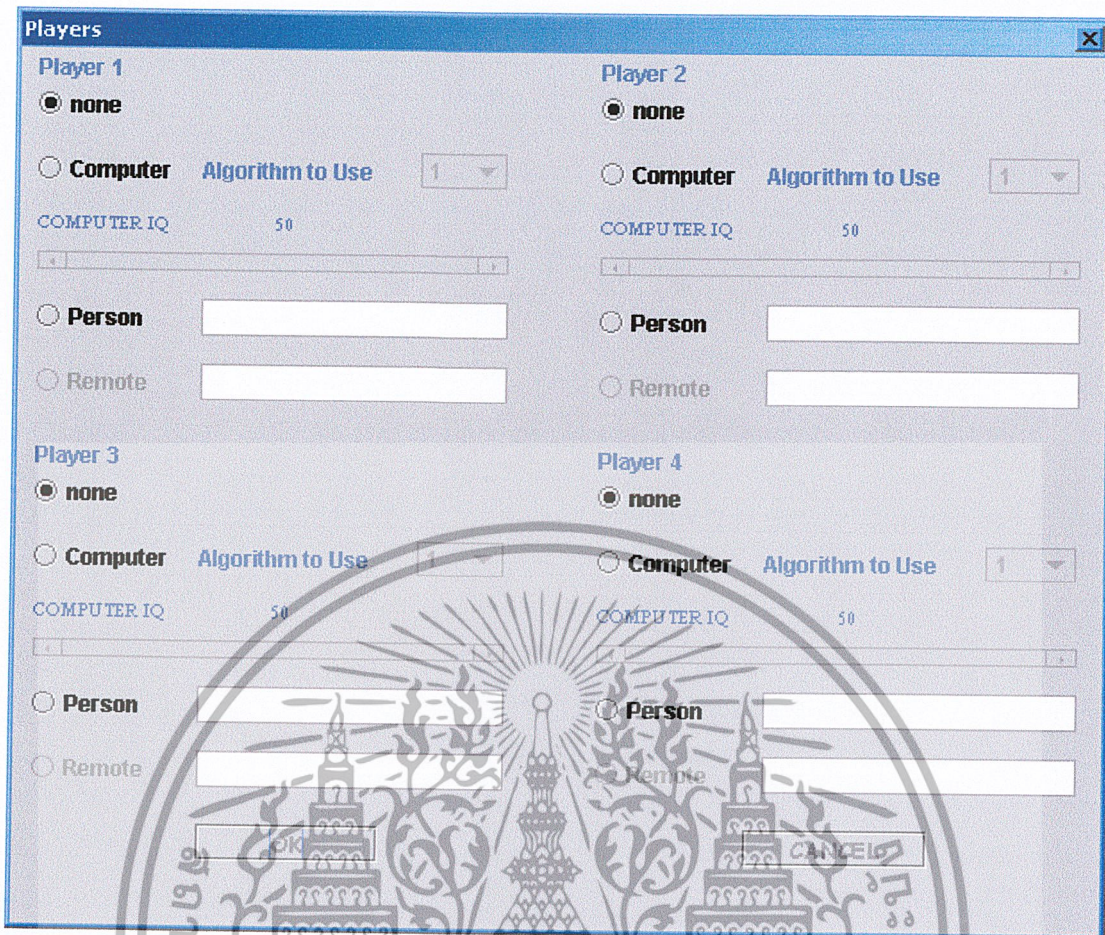 Players
Player 1
none
Computer Algorithm to Use 1
COMPUTER IQ 50
Person
Remote
Player 2
none
Computer Algorithm to Use 1
COMPUTER IQ 50
Person
Remote
Player 3
none
Computer Algorithm to Use 1
COMPUTER IQ 50
Person
Remote
Player 4
none
Computer Algorithm to Use 1
COMPUTER IQ 50
Person
Remote
OK
CANCEL